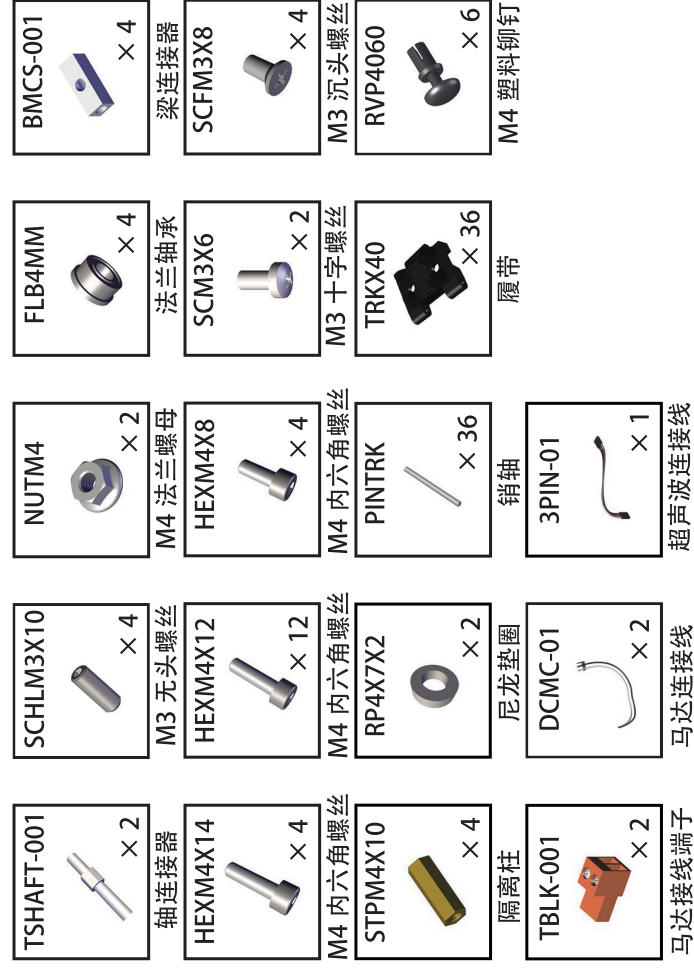 TSHAFT-001
× 2
轴连接器
SCHLM3X10
× 4
M3 无头螺丝
NUTM4
× 2
M4 法兰螺母
FLB4MM
× 4
法兰轴承
BMCS-001
× 4
梁连接器
HEXM4X14
× 4
M4 内六角螺丝
HEXM4X12
× 12
M4 内六角螺丝
HEXM4X8
× 4
M4 内六角螺丝
SCM3X6
× 2
M3 十字螺丝
SCFM3X8
× 4
M3 沉头螺丝
STPM4X10
× 4
隔离柱
RP4X7X2
× 2
尼龙垫圈
PINTRK
× 36
销轴
TRKX40
× 36
履带
RVP4060
× 6
M4 塑料铆钉
TBLK-001
× 2
马达接线端子
DCMC-01
× 2
马达连接线
3PIN-01
× 1
超声波连接线